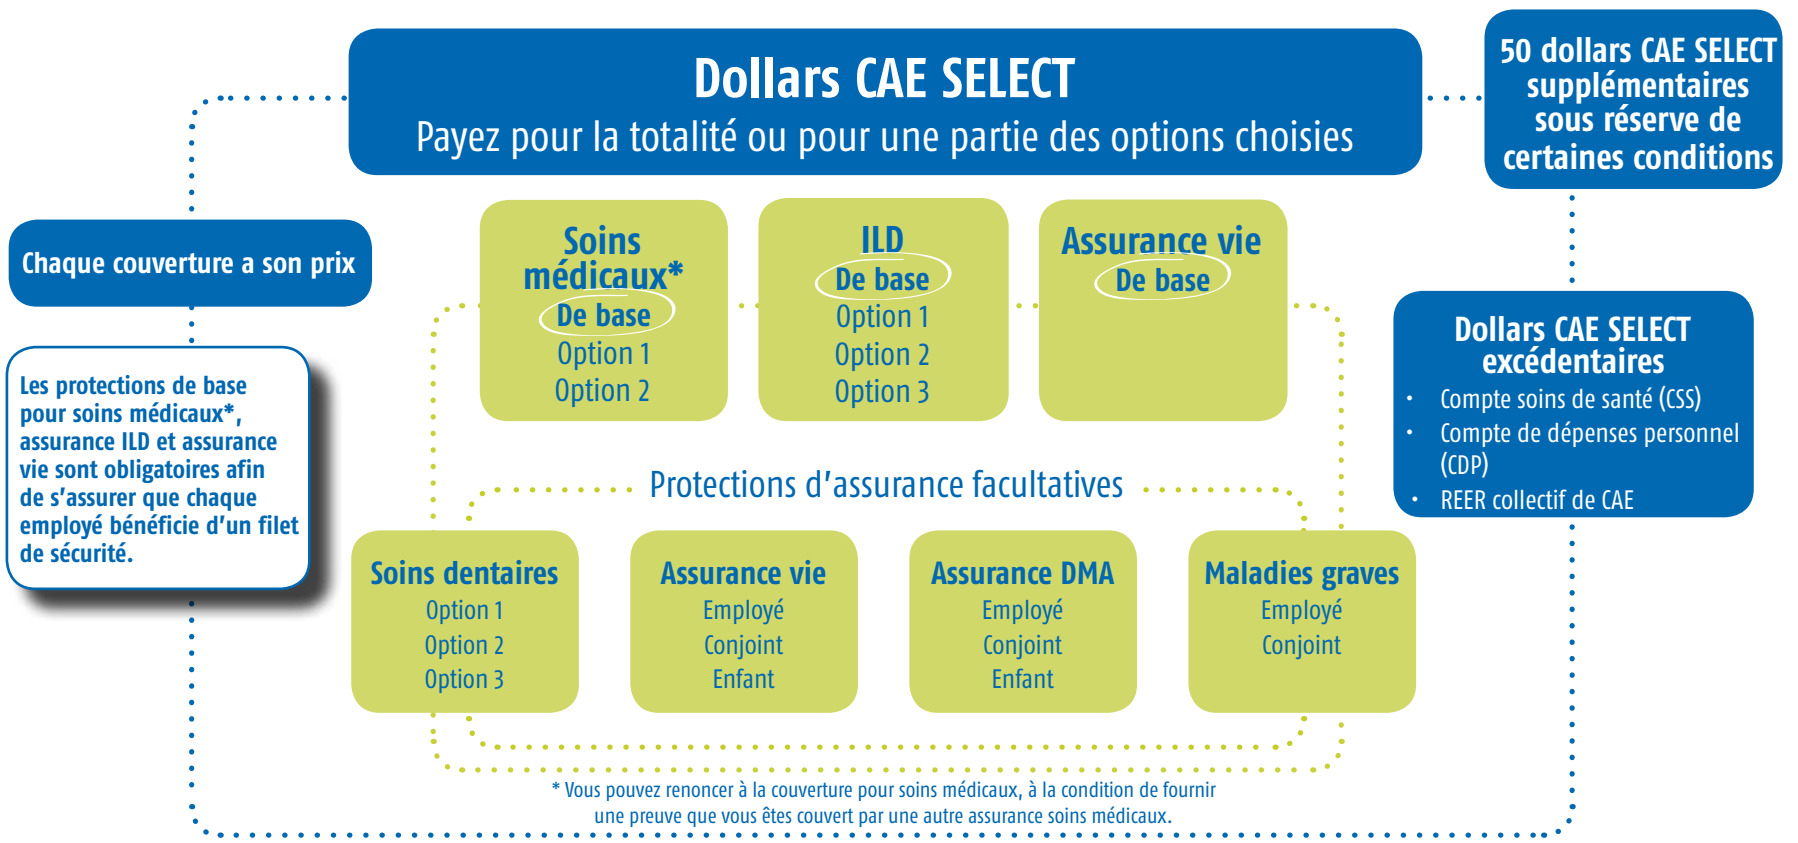 Dollars CAE SELECT
Payez pour la totalité ou pour une partie des options choisies
50 dollars CAE SELECT
supplémentaires
sous réserve de
certaines conditions
Chaque couverture a son prix
Les protections de base
pour soins médicaux*,
assurance ILD et assurance
vie sont obligatoires afin
de s’assurer que chaque
employé bénéficie d’un filet
de sécurité.
Soins
médicaux*
De base
Option 1
Option 2
ILD
De base
Option 1
Option 2
Option 3
Assurance vie
De base
Dollars CAE SELECT
excédentaires
• Compte soins de santé (CSS)
• Compte de dépenses personnel
(CDP)
• REER collectif de CAE
Protections d’assurance facultatives
Soins dentaires
Option 1
Option 2
Option 3
Assurance vie
Employé
Conjoint
Enfant
Assurance DMA
Employé
Conjoint
Enfant
Maladies graves
Employé
Conjoint
* Vous pouvez renoncer à la couverture pour soins médicaux, à la condition de fournir
une preuve que vous êtes couvert par une autre assurance soins médicaux.